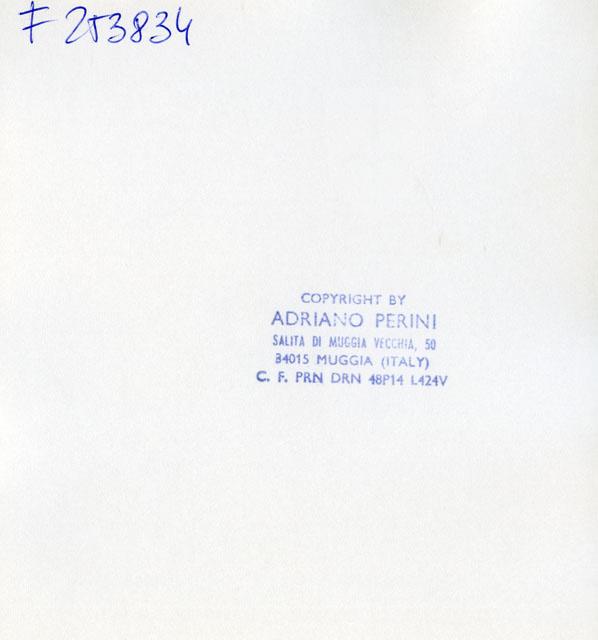 F 253834
COPYRIGHT BY
ADRIANO PERINI
SALITA DI MUGGIA VECCHIA, 50
34015 MUGGIA (ITALY)
C. F. PRN DRN 48P14 L424V